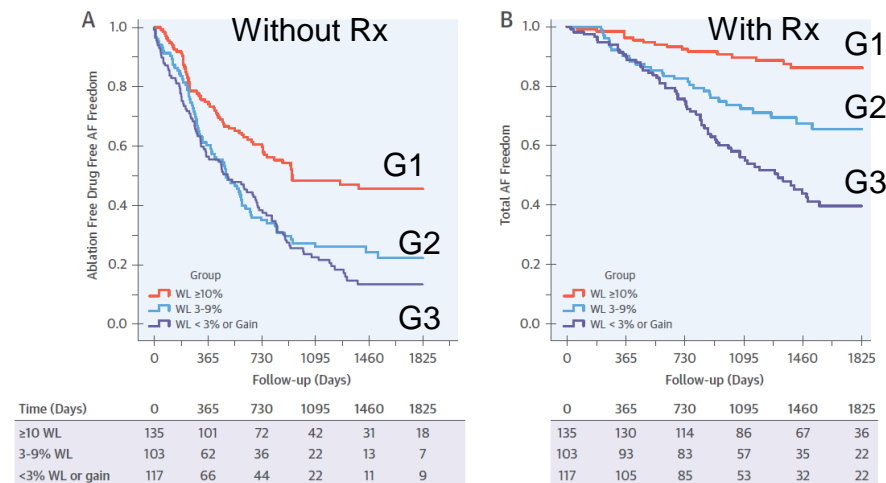 A
Without Rx
Ablation Free Drug Free AF Freedom
1.0
0.8
0.6
0.4
0.2
0.0
G1
G2
G3
Group
WL ≥10%
WL 3-9%
WL < 3% or Gain
0 365 730 1095 1460 1825
Follow-up (Days)
B
With Rx
Total AF Freedom
1.0
0.8
0.6
0.4
0.2
0.0
G1
G2
G3
Group
WL ≥10%
WL 3-9%
WL < 3% or Gain
0 365 730 1095 1460 1825
Follow-up (Days)
Time (Days) 0 365 730 1095 1460 1825 0 365 730 1095 1460 1825
≥10 WL 135 101 72 42 31 18 135 130 114 86 67 36
3-9% WL 103 62 36 22 13 7 103 93 83 57 35 22
<3% WL or gain 117 66 44 22 11 9 117 105 85 53 32 22